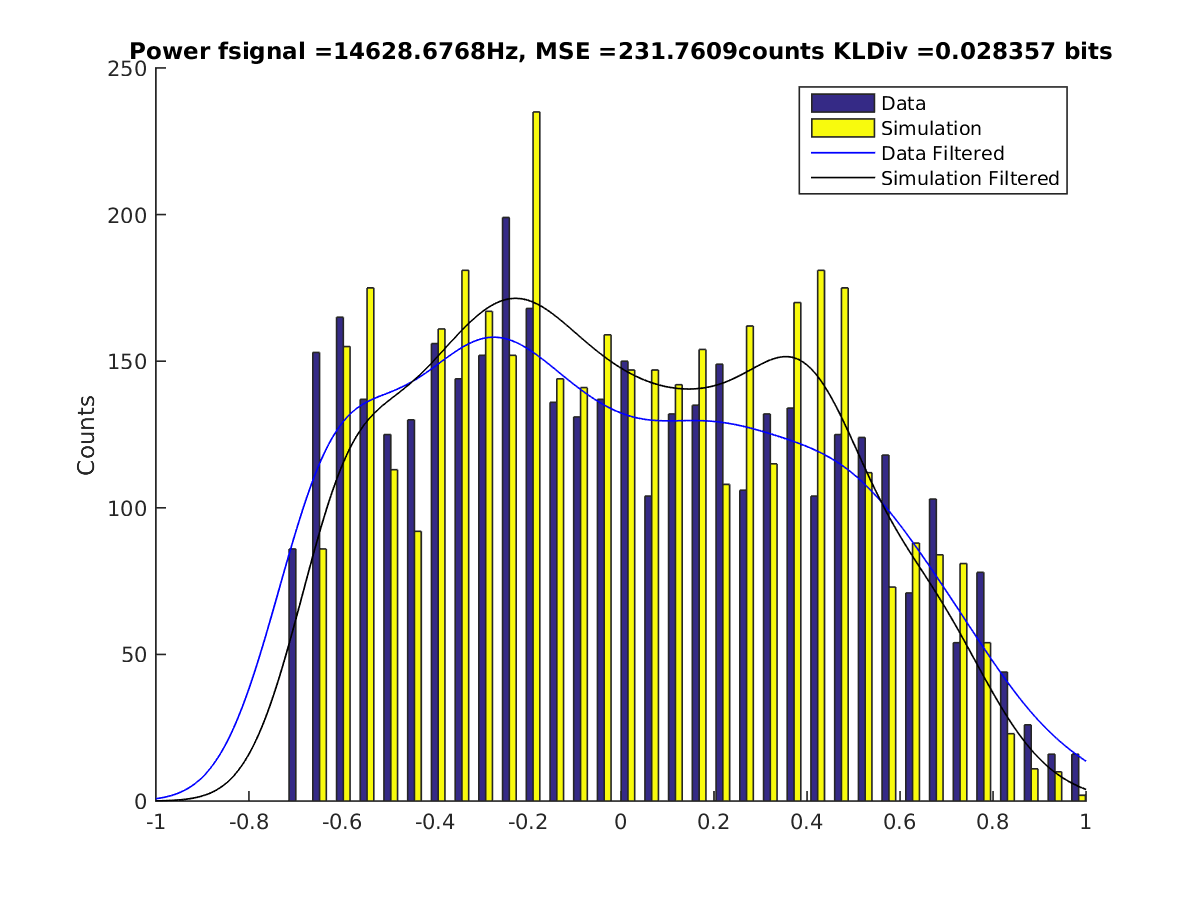 Power fsignal =14628.6768Hz, MSE =231.7609counts KLDiv =0.028357 bits
250
200
150
100
50
0
Counts
Data
Simulation
Data Filtered
Simulation Filtered
-1 -0.8 -0.6 -0.4 -0.2 0 0.2 0.4 0.6 0.8 1